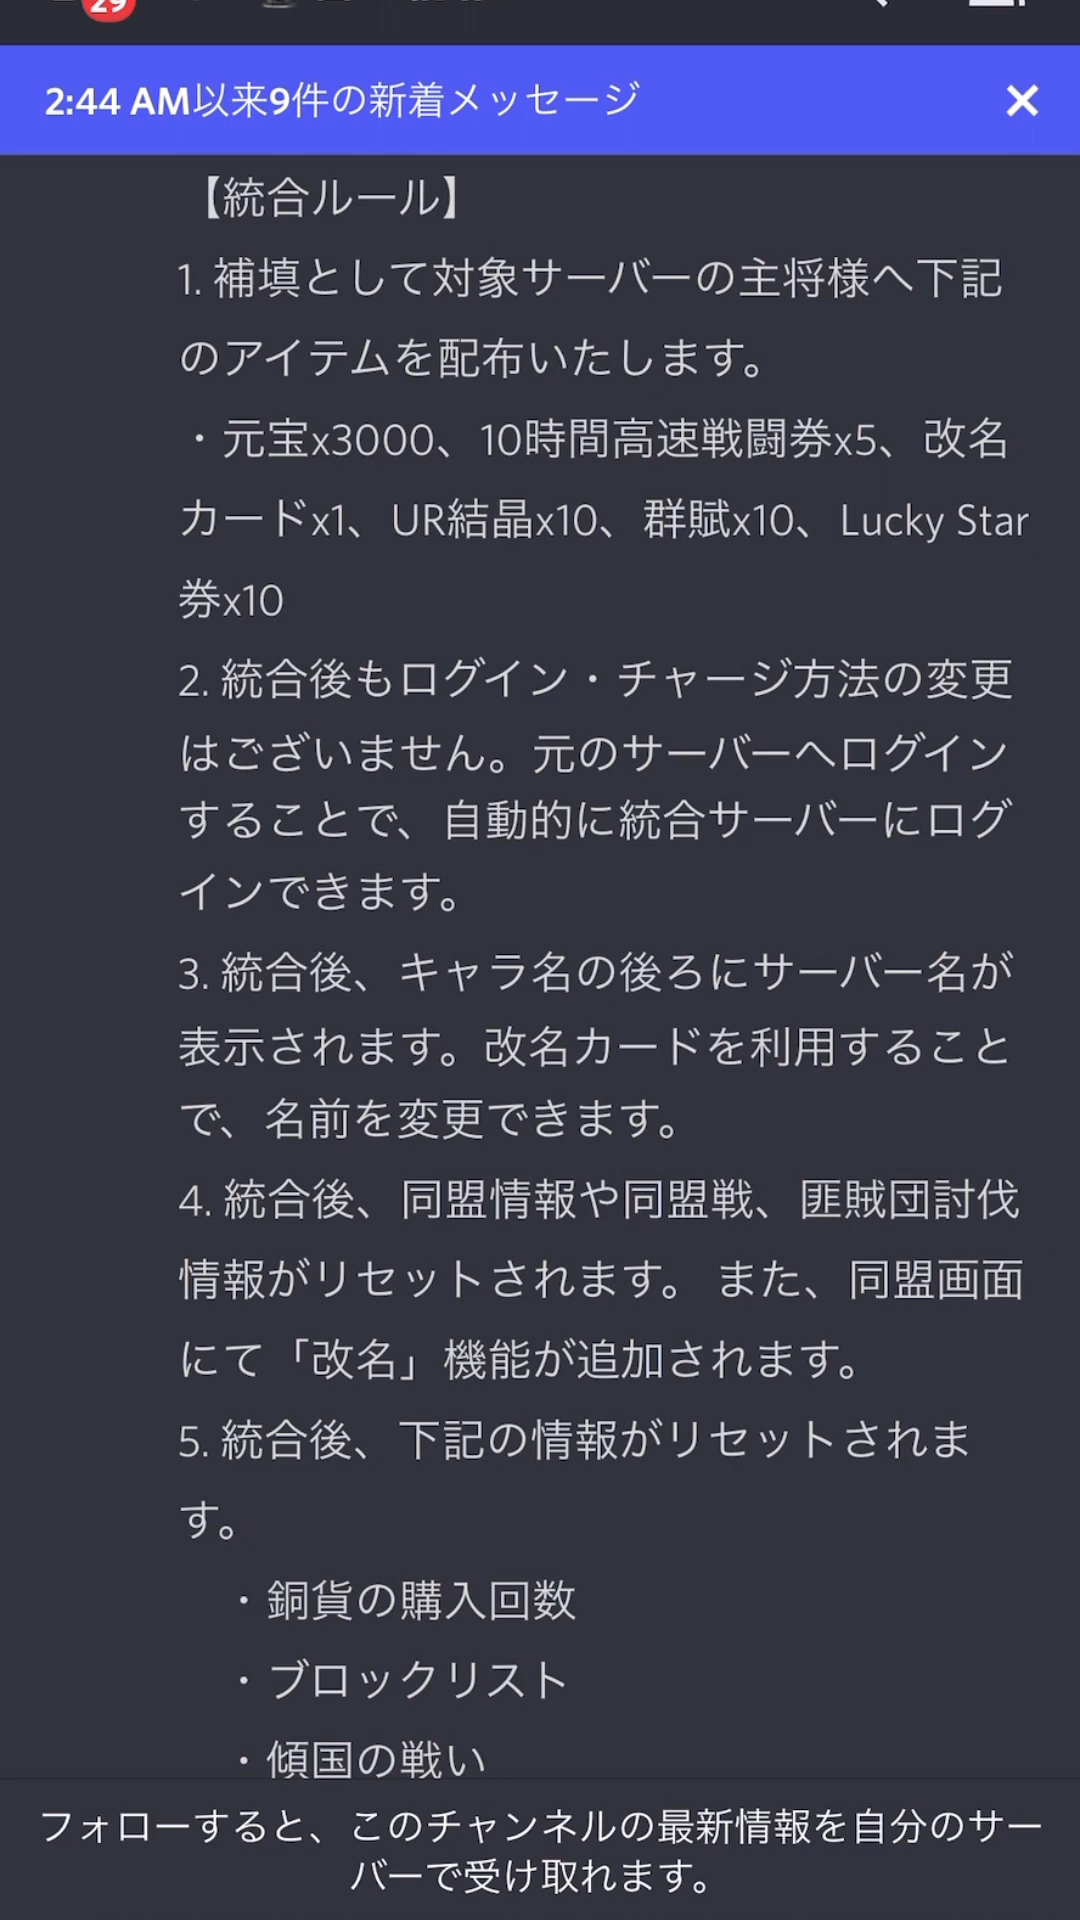 29
2:44 AM以来9件の新着メッセージ
【統合ルール】
1. 補填として対象サーバーの主将様へ下記
のアイテムを配布いたします。
・元宝x3000、10時間高速戦闘券x5、改名
カードx1、UR結晶x10、群賦x10、Lucky Star
券x10
2. 統合後もログイン・チャージ方法の変更
はございません。元のサーバーへログイン
することで、自動的に統合サーバーにログ
インできます。
3. 統合後、キャラ名の後ろにサーバー名が
表示されます。改名カードを利用すること
で、名前を変更できます。
4. 統合後、同盟情報や同盟戦、匪賊団討伐
情報がリセットされます。 また、同盟画面
にて「改名」機能が追加されます。
5. 統合後、下記の情報がリセットされま
す。
・銅貨の購入回数
・ブロックリスト
・傾国の戦い
フォローすると、このチャンネルの最新情報を自分のサー
バーで受け取れます。